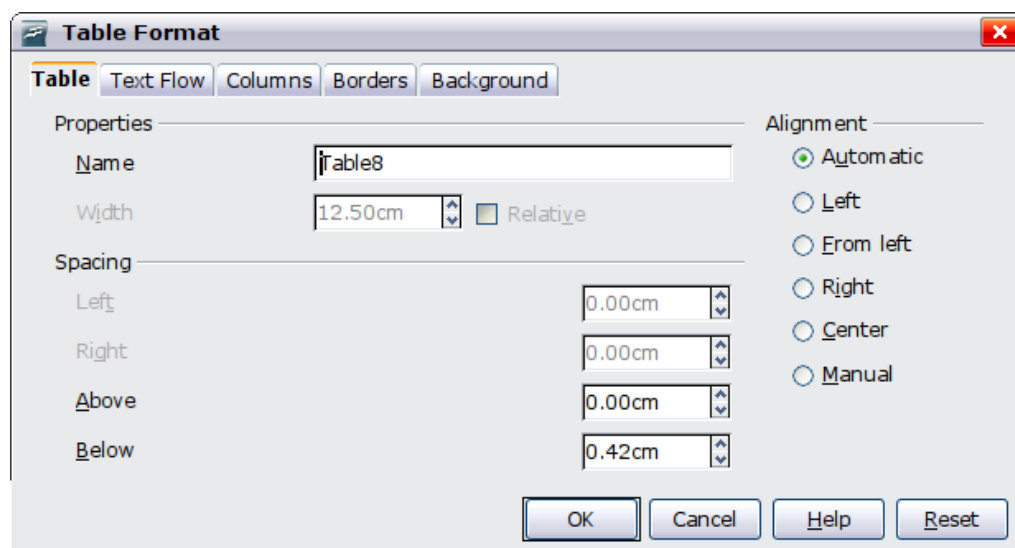 Table Format
Table Text Flow Columns Borders Background
Properties
Name Table8
Width 12.50cm Relative
Spacing
Left 0.00cm
Right 0.00cm
Above 0.00cm
Below 0.42cm
Alignment
Automatic
Left
From left
Right
Center
Manual
OK Cancel Help Reset